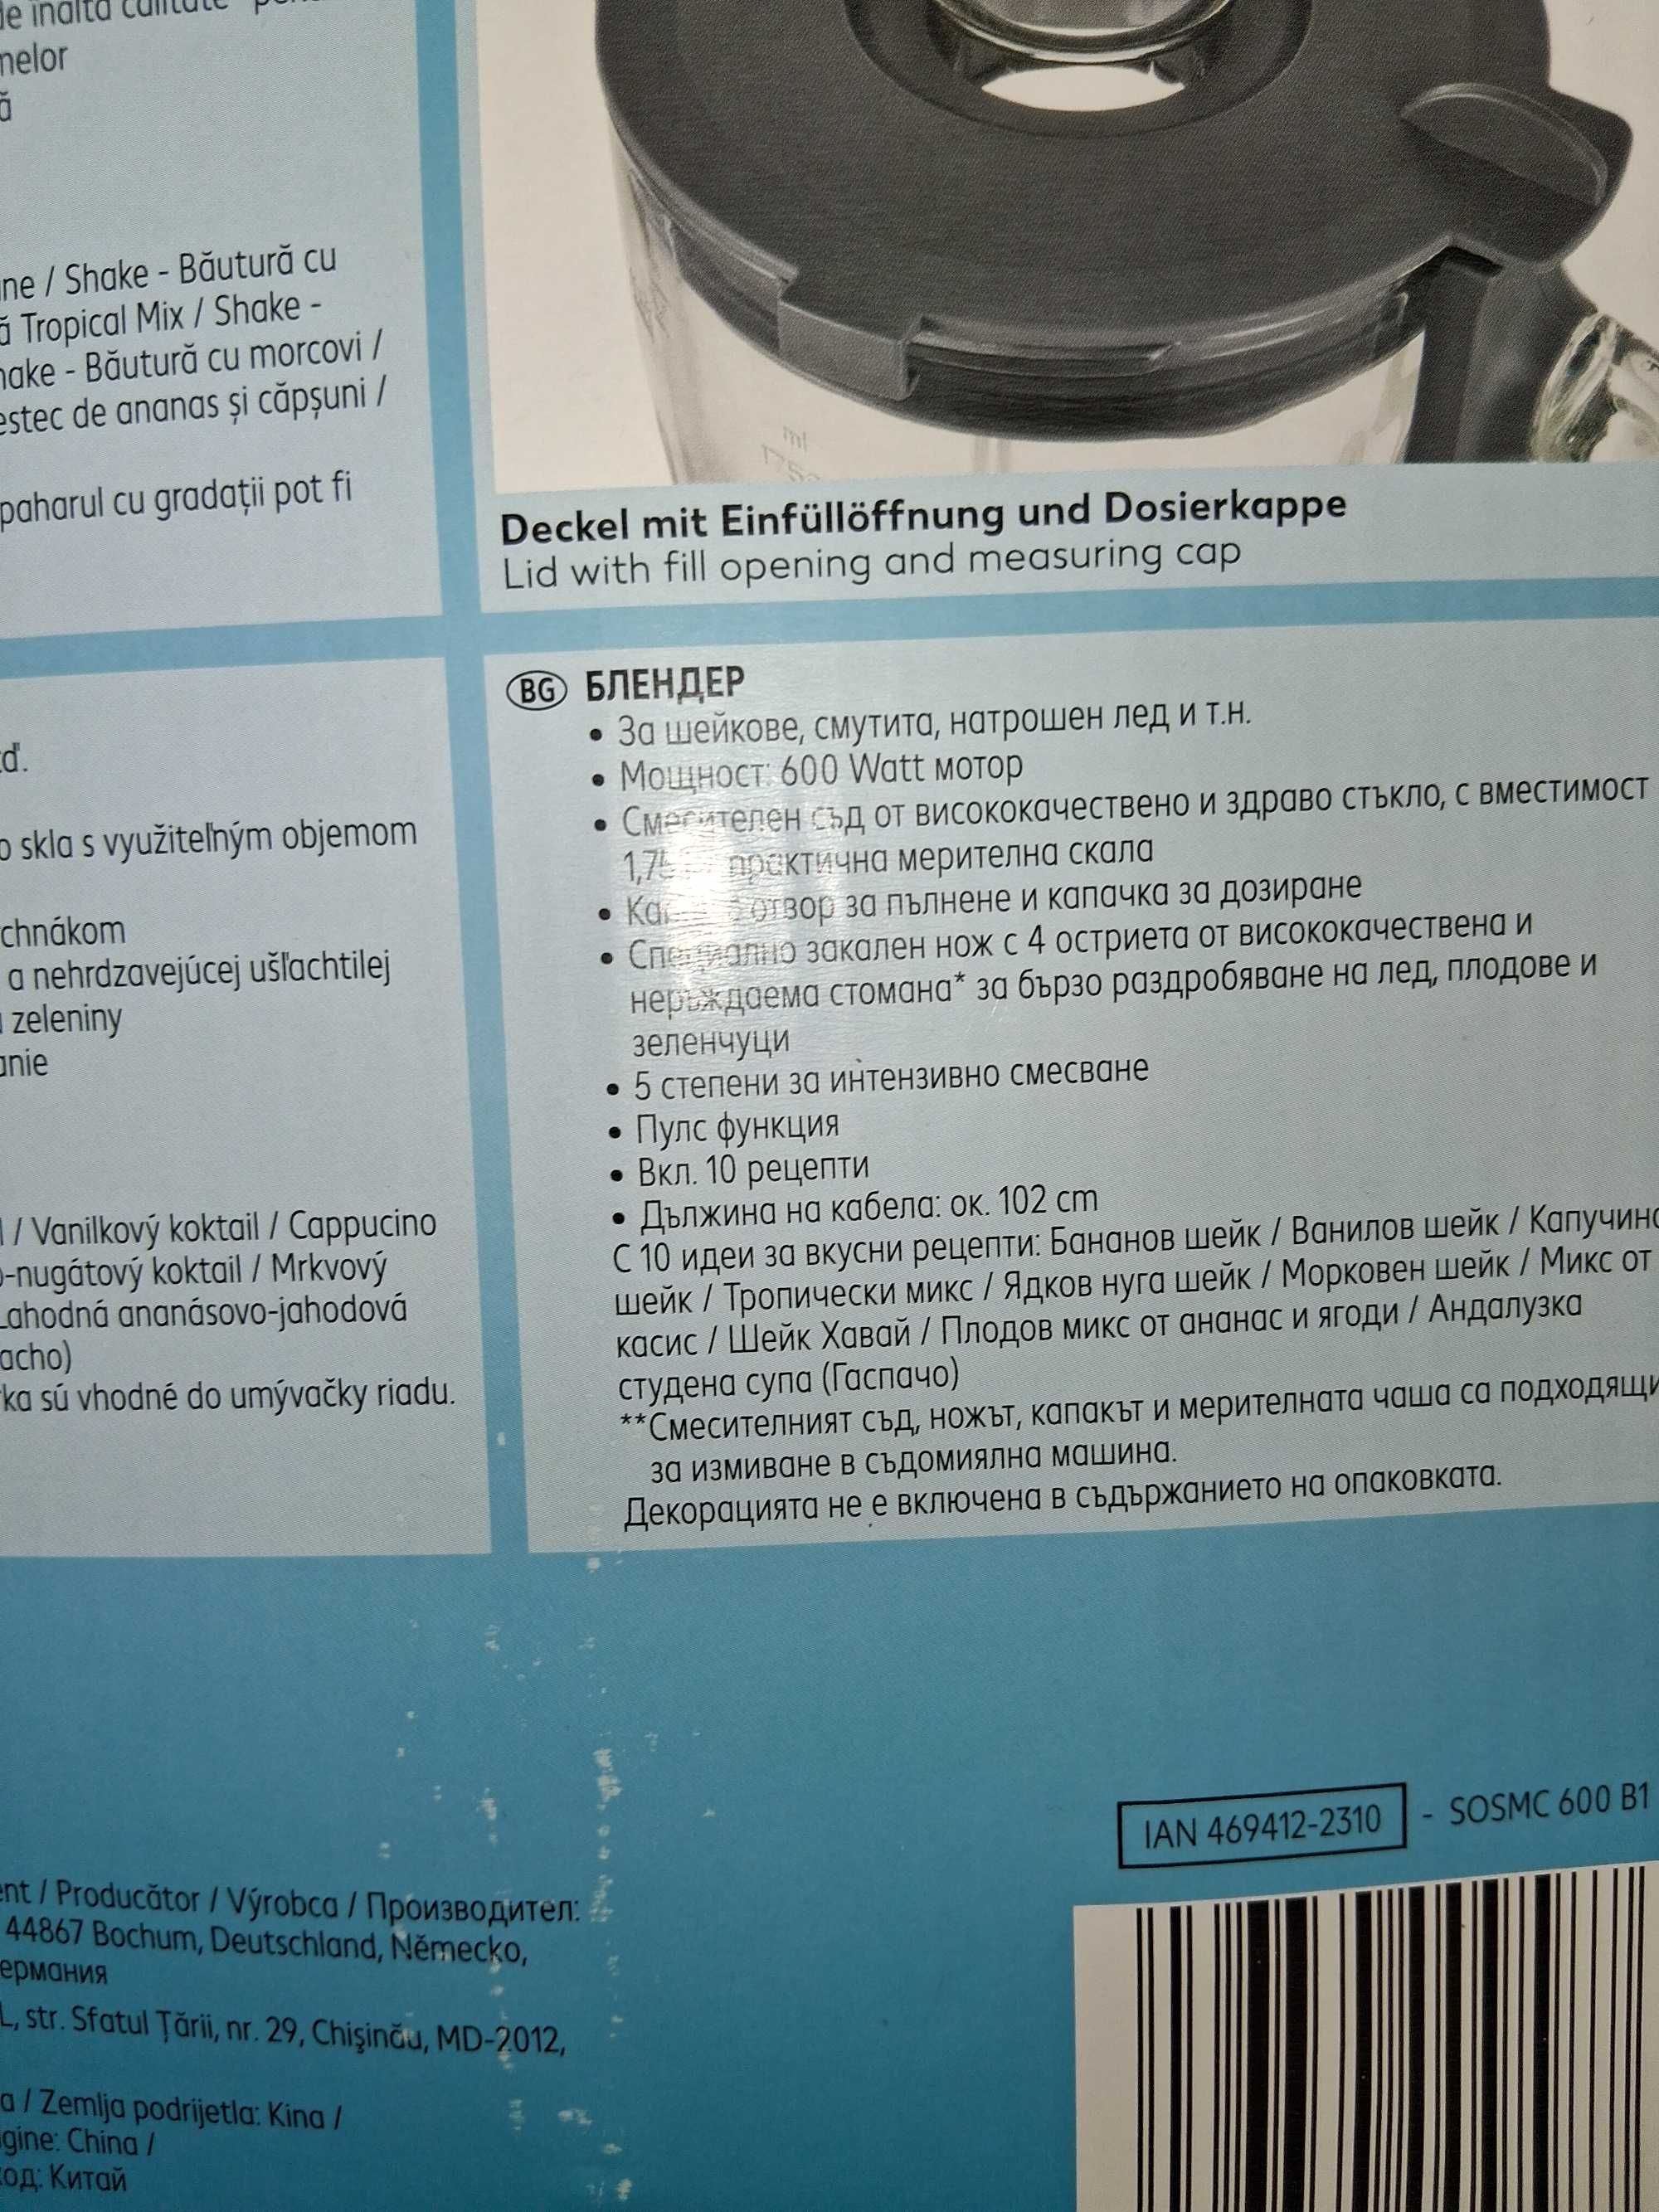 de înaltă calitate
melor
ă
ne / Shake - Băutură cu
ă Tropical Mix / Shake -
hake - Băutură cu morcovi /
estec de ananas și căpșuni /
paharul cu gradații pot fi
ml
Deckel mit Einfüllöffnung und Dosierkappe
Lid with fill opening and measuring cap
ď.
o skla s využiteľným objemom
chnákom
a nehrdzavejúcej ušľachtilej
zeleniny
anie
/ Vanilkový koktail / Cappucino
o-nugátový koktail / Mrkvový
Lahodná ananásovo-jahodová
acho)
ka sú vhodné do umývačky riadu.
BG БЛЕНДЕР
• За шейкове, смутита, натрошен лед и т.н.
• Мощност: 600 Watt мотор
• Смесителен съд от висококачествено и здраво стъкло, с вместимост
практична мерителна скала
• отвор за пълнене и капачка за дозиране
• Специално закален нож с 4 остриета от висококачествена и
неръждаема стомана* за бързо раздробяване на лед, плодове и
зеленчуци
• 5 степени за интензивно смесване
• Пулс функция
• Вкл. 10 рецепти
• Дължина на кабела: ок. 102 cm
С 10 идеи за вкусни рецепти: Бананов шейк / Ванилов шейк / Капучино
шейк / Тропически микс / Ядков нуга шейк / Морковен шейк / Микс от
касис / Шейк Хавай / Плодов микс от ананас и ягоди / Андалузка
студена супа (Гаспачо)
**Смесителният съд, ножът, капакът и мерителната чаша са подходящи
за измиване в съдомиялна машина.
Декорацията не е включена в съдържанието на опаковката.
IAN 469412-2310 - SOSMC 600 B1
ent / Producător / Výrobca / Производител:
44867 Bochum, Deutschland, Německo,
ермания
L, str. Sfatul Țării, nr. 29, Chişinău, MD-2012,
a / Zemlja podrijetla: Kina /
gine: China /
од: Китай